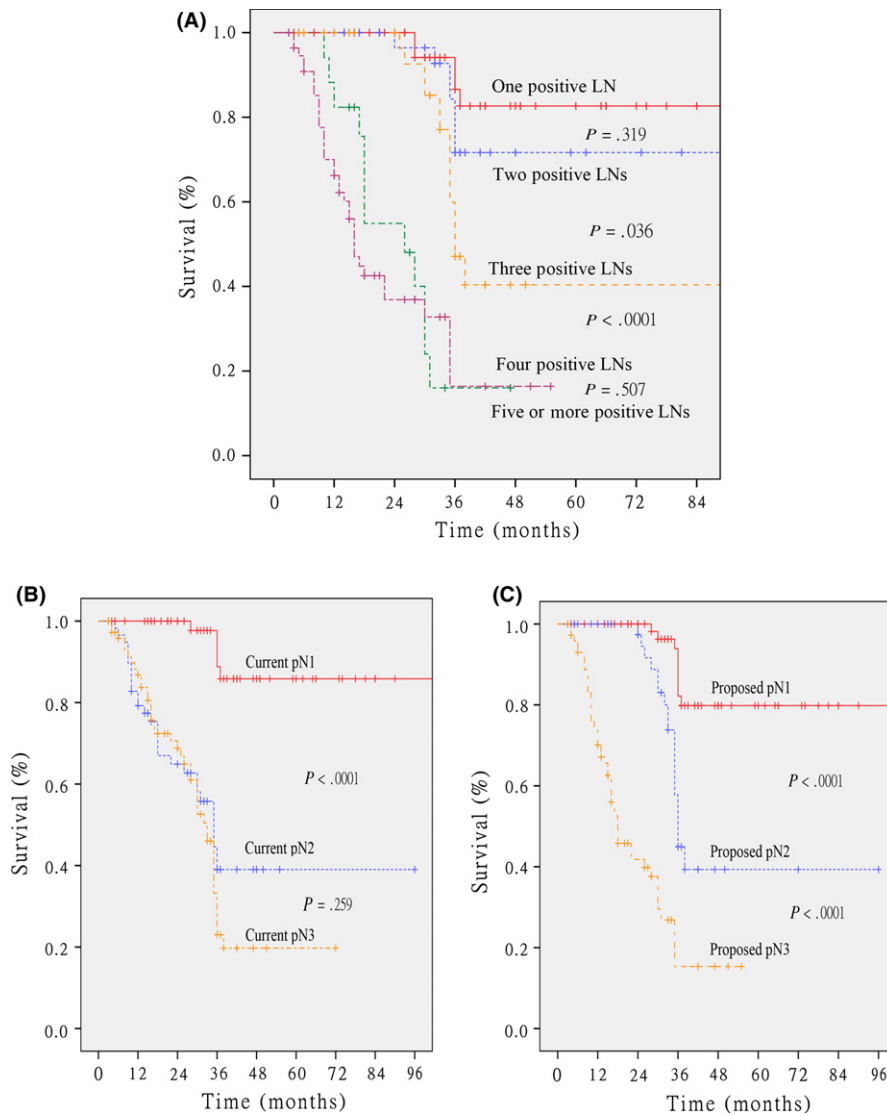 (A)
1.0
0.8
0.6
0.4
0.2
0.0
Survival (%)
One positive LN
P = .319
Two positive LNs
P = .036
Three positive LNs
P < .0001
Four positive LNs
P = .507
Five or more positive LNs
0 12 24 36 48 60 72 84
Time (months)
(B)
1.0
0.8
0.6
0.4
0.2
0.0
Survival (%)
Current pN1
P < .0001
Current pN2
P = .259
Current pN3
0 12 24 36 48 60 72 84 96
Time (months)
(C)
1.0
0.8
0.6
0.4
0.2
0.0
Survival (%)
Proposed pN1
P < .0001
Proposed pN2
P < .0001
Proposed pN3
0 12 24 36 48 60 72 84 96
Time (months)